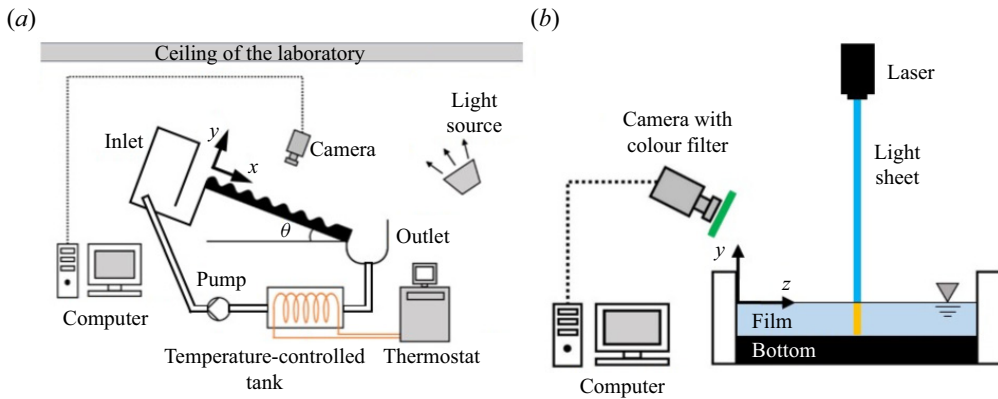 (a)
Ceiling of the laboratory
Light
source
Inlet
y
x
Camera
θ
Outlet
Pump
Computer
Temperature-controlled
tank
Thermostat
(b)
Laser
Camera with
colour filter
Light
sheet
y
z
Film
Bottom
Computer